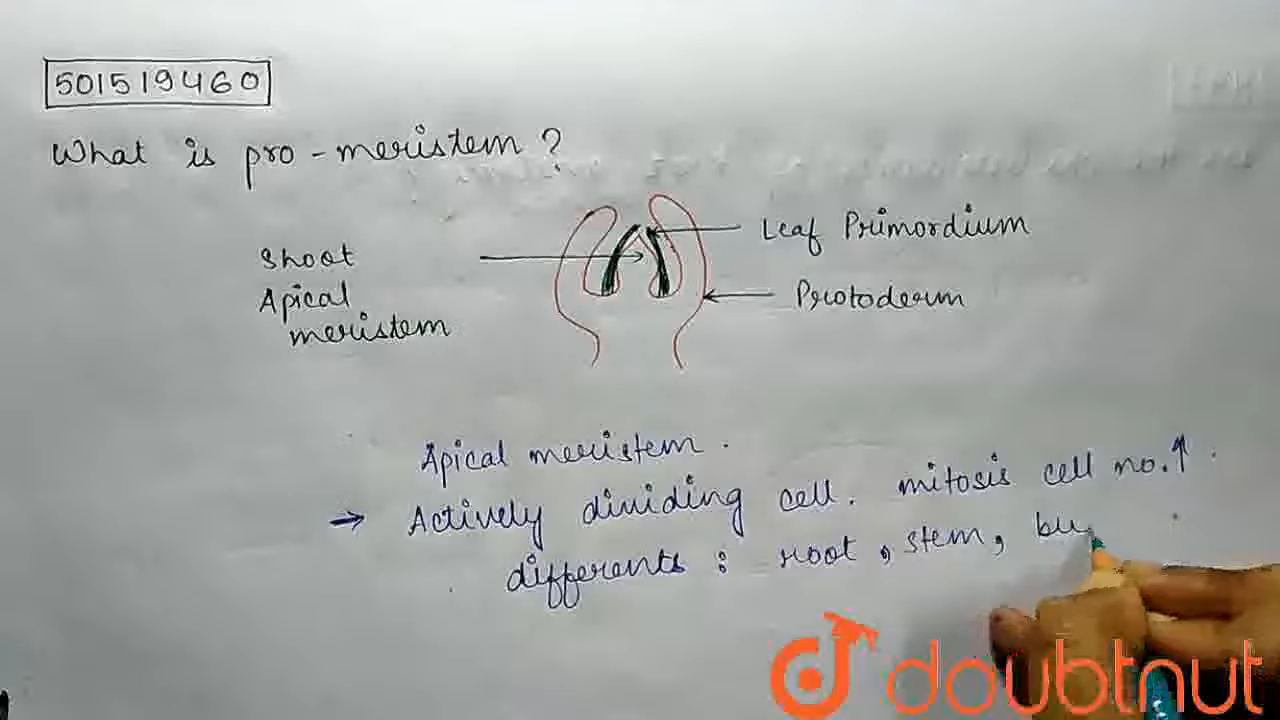 501519460
What is pro-meristem?
Leaf Primordium
Shoot
Apical
meristem
Protoderm
Apical meristem.
→ Actively dividing cell. mitosis cell no.↑.
differents : root, stem, bu
doubtnut